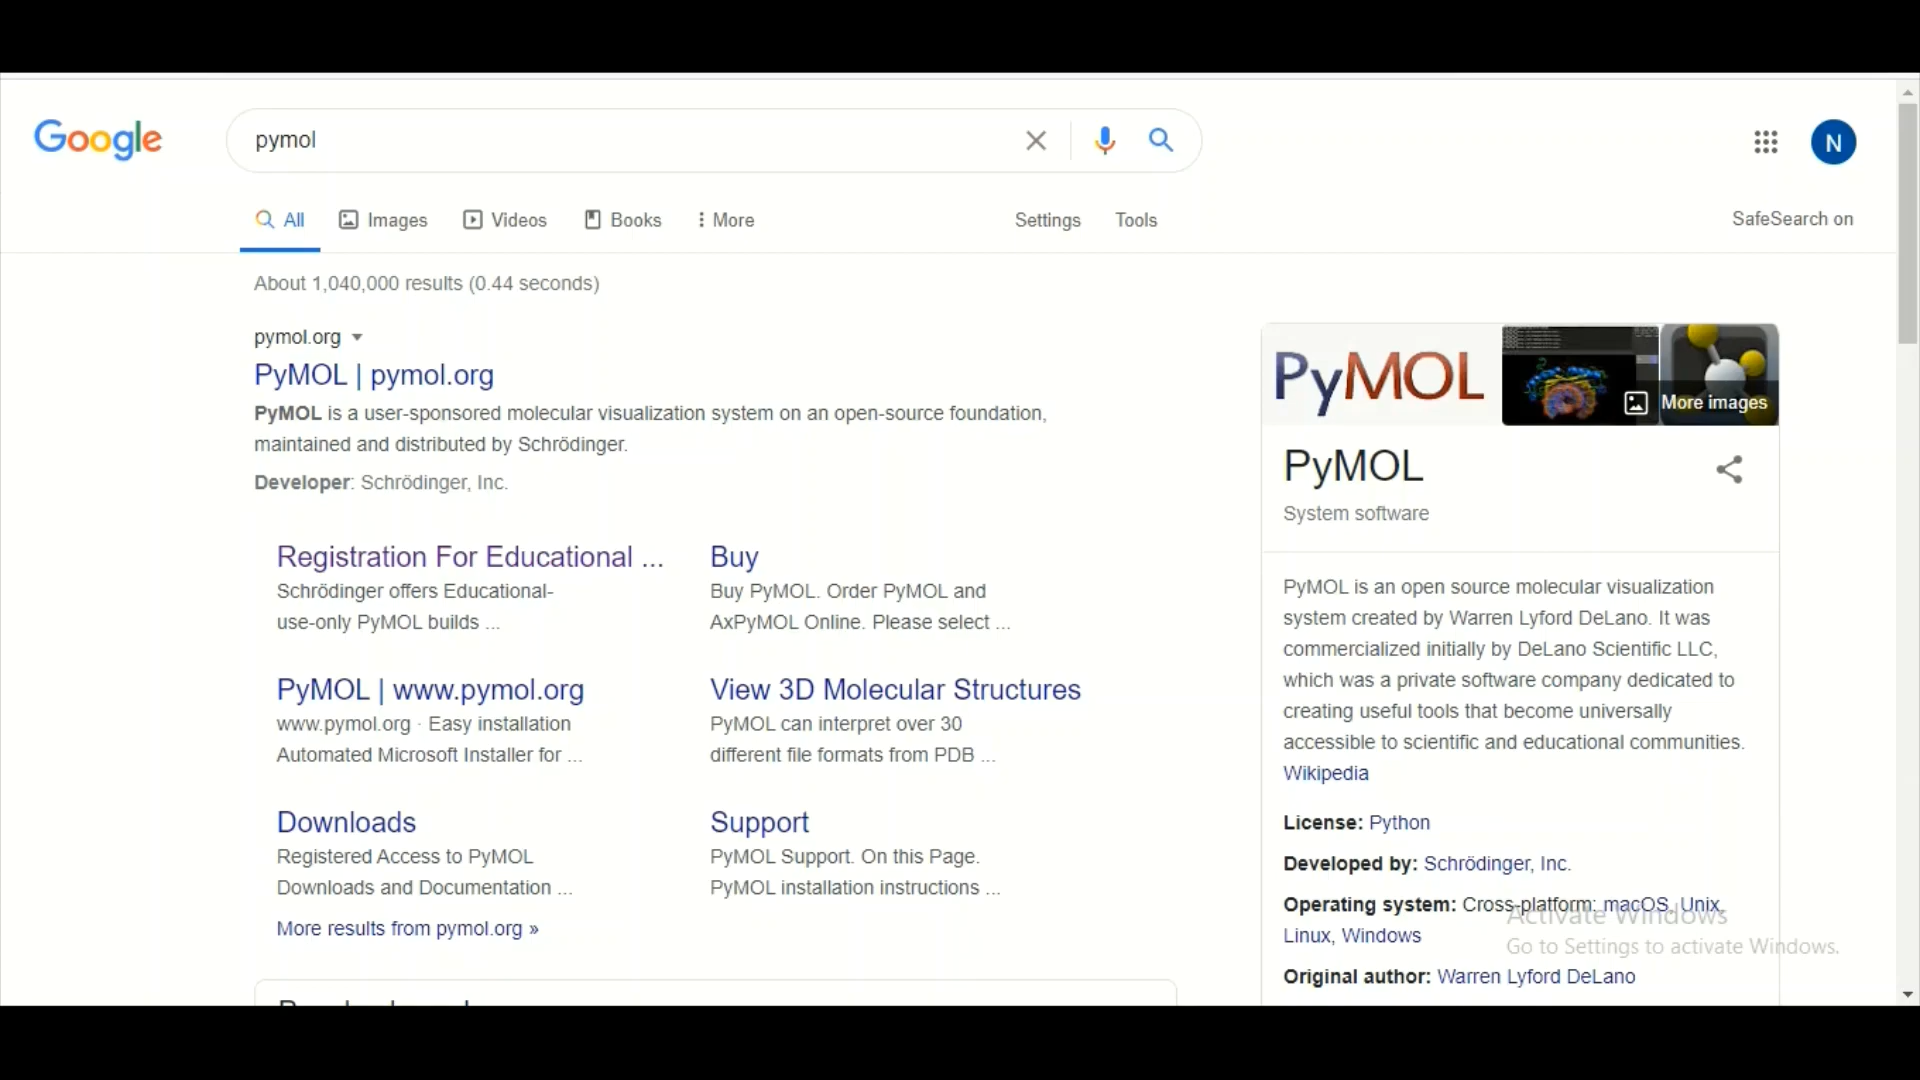 Google
pymol
All
Images
Videos
Books
More
Settings
Tools
SafeSearch on
N
About 1,040,000 results (0.44 seconds)
pymol.org
PyMOL | pymol.org
PyMOL is a user-sponsored molecular visualization system on an open-source foundation,
maintained and distributed by Schrödinger.
Developer: Schrödinger, Inc.
Registration For Educational ...
Schrödinger offers Educational-
use-only PyMOL builds ...
Buy
Buy PyMOL. Order PyMOL and
AxPyMOL Online. Please select ...
PyMOL | www.pymol.org
www.pymol.org · Easy installation
Automated Microsoft Installer for ...
View 3D Molecular Structures
PyMOL can interpret over 30
different file formats from PDB ...
Downloads
Registered Access to PyMOL
Downloads and Documentation ...
Support
PyMOL Support. On this Page.
PyMOL installation instructions ...
More results from pymol.org »
PyMOL
More images
PyMOL
System software
PyMOL is an open source molecular visualization
system created by Warren Lyford DeLano. It was
commercialized initially by DeLano Scientific LLC,
which was a private software company dedicated to
creating useful tools that become universally
accessible to scientific and educational communities.
Wikipedia
License: Python
Developed by: Schrödinger, Inc.
Operating system: Cross-platform: macOS, Unix,
Linux, Windows
Original author: Warren Lyford DeLano
Activate Windows
Go to Settings to activate Windows.